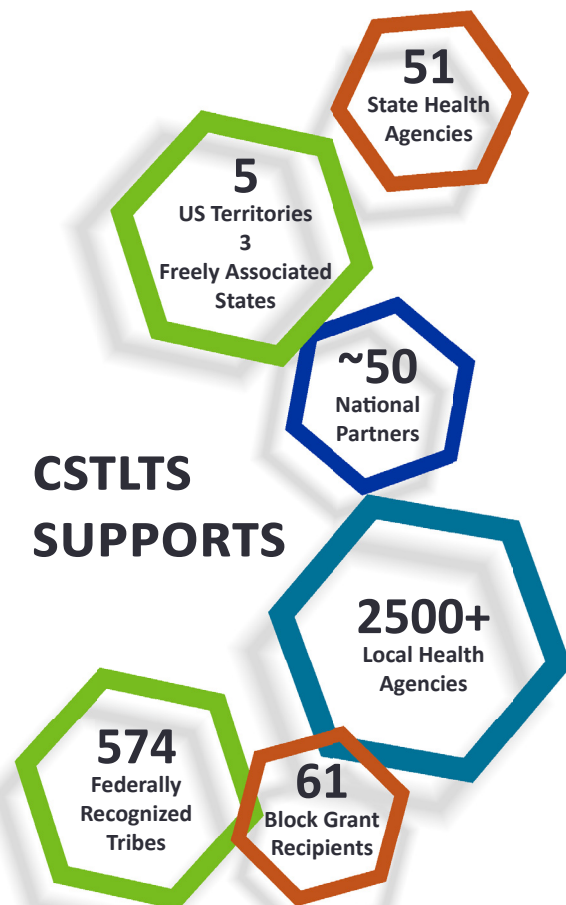 51
State Health
Agencies
5
US Territories
3
Freely Associated
States
~50
National
Partners
CSTLTS
SUPPORTS
2500+
Local Health
Agencies
574
Federally
Recognized
Tribes
61
Block Grant
Recipients